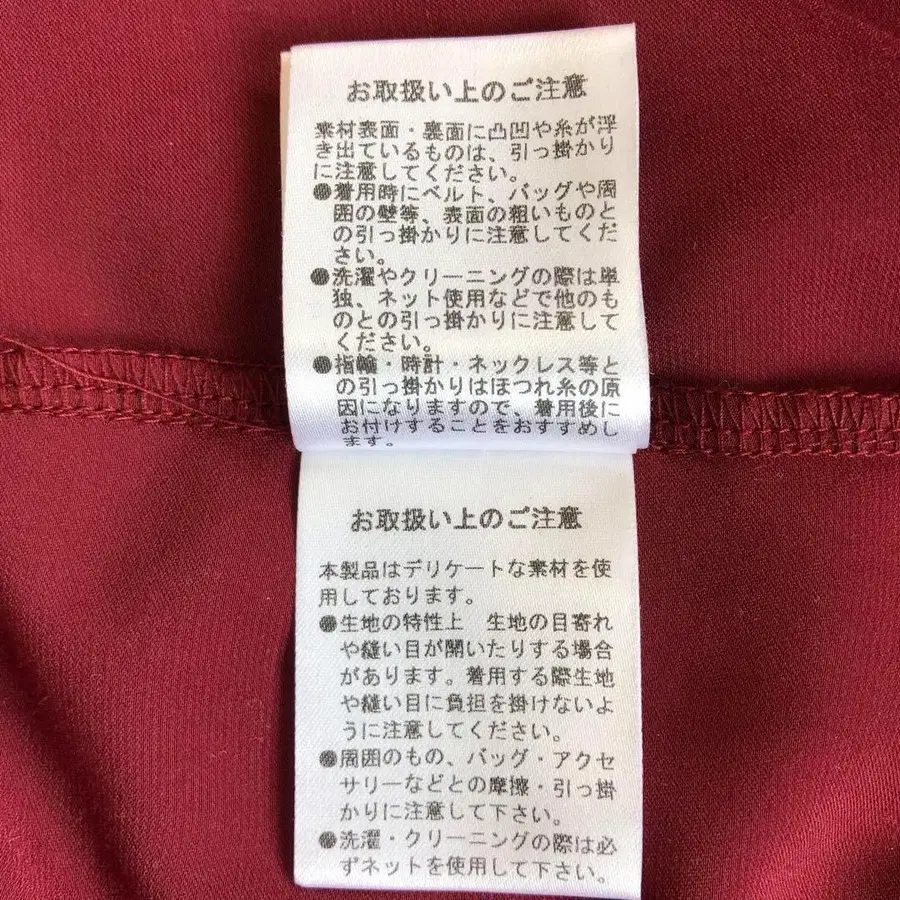 お取扱い上のご注意
素材表面・裏面に凸凹や糸が浮
き出ているものは、引っ掛かり
に注意してください。
●着用時にベルト、バッグや周
囲の壁等、表面の粗いものと
の引っ掛かりに注意してくだ
さい。
●洗濯やクリーニングの際は単
独、ネット使用などで他のも
のとの引っ掛かりに注意して
ください。
●指輪・時計・ネックレス等と
の引っ掛かりはほつれ糸の原
因になりますので、着用後に
お付けすることをおすすめし
ます。
お取扱い上のご注意
本製品はデリケートな素材を使
用しております。
●生地の特性上　生地の目寄れ
や縫い目が開いたりする場合
があります。着用する際生地
や縫い目に負担を掛けないよ
うに注意してください。
●周囲のもの、バッグ・アクセ
サリーなどとの摩擦・引っ掛
かりに注意して下さい。
●洗濯・クリーニングの際は必
ずネットを使用して下さい。